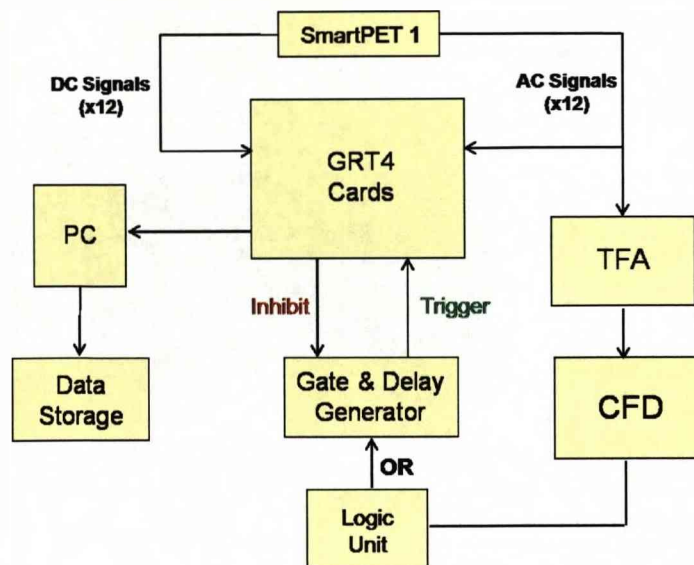 SmartPET 1
DC Signals
(x12)
AC Signals
(x12)
GRT4
Cards
PC
TFA
Inhibit
Trigger
Data
Storage
Gate & Delay
Generator
CFD
OR
Logic
Unit